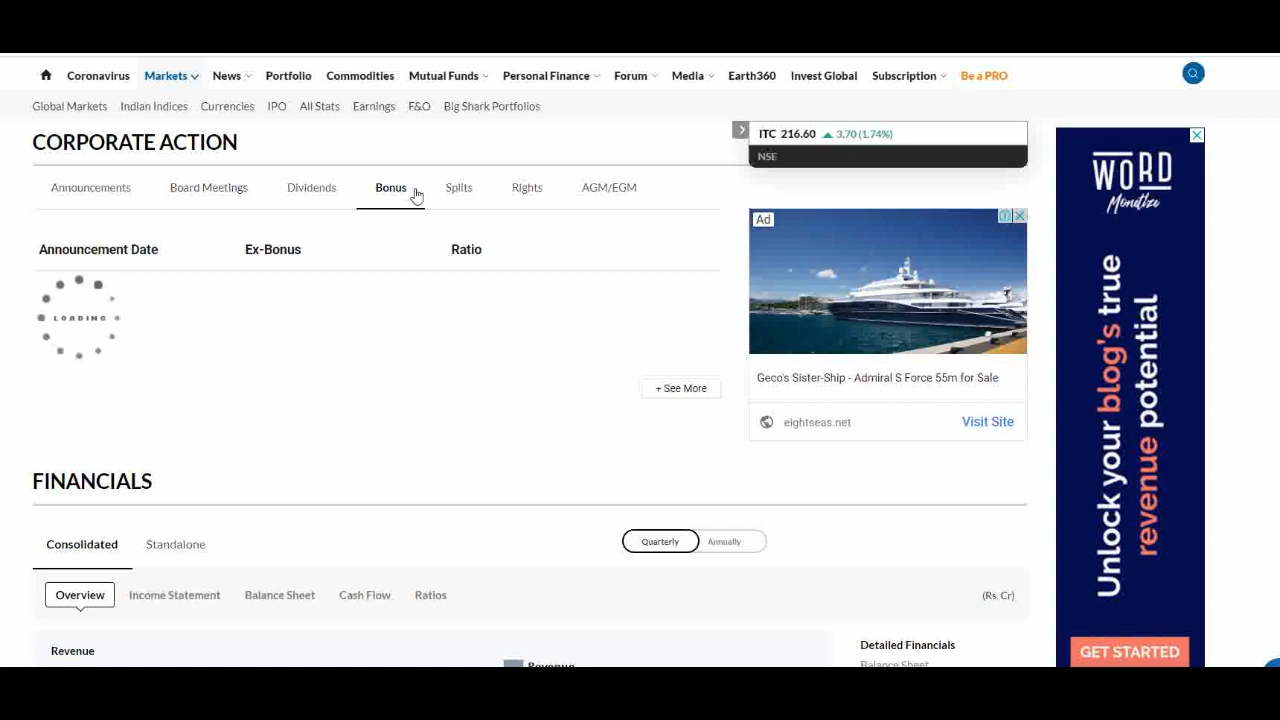 Coronavirus Markets News Portfolio Commodities Mutual Funds Personal Finance Forum Media Earth360 Invest Global Subscription Be a PRO
Global Markets Indian Indices Currencies IPO All Stats Earnings F&O Big Shark Portfolios
CORPORATE ACTION
ITC 216.60 3.70 (1.74%)
NSE
Announcements Board Meetings Dividends Bonus Splits Rights AGM/EGM
Announcement Date Ex-Bonus Ratio
LOADING
+ See More
Ad
Geco's Sister-Ship - Admiral S Force 55m for Sale
eightseas.net Visit Site
WORD
Monetize
Unlock your blog's true
revenue potential
GET STARTED
FINANCIALS
Consolidated Standalone
Quarterly Annually
Overview Income Statement Balance Sheet Cash Flow Ratios (Rs. Cr)
Revenue
Revenue
Detailed Financials
Balance Sheet